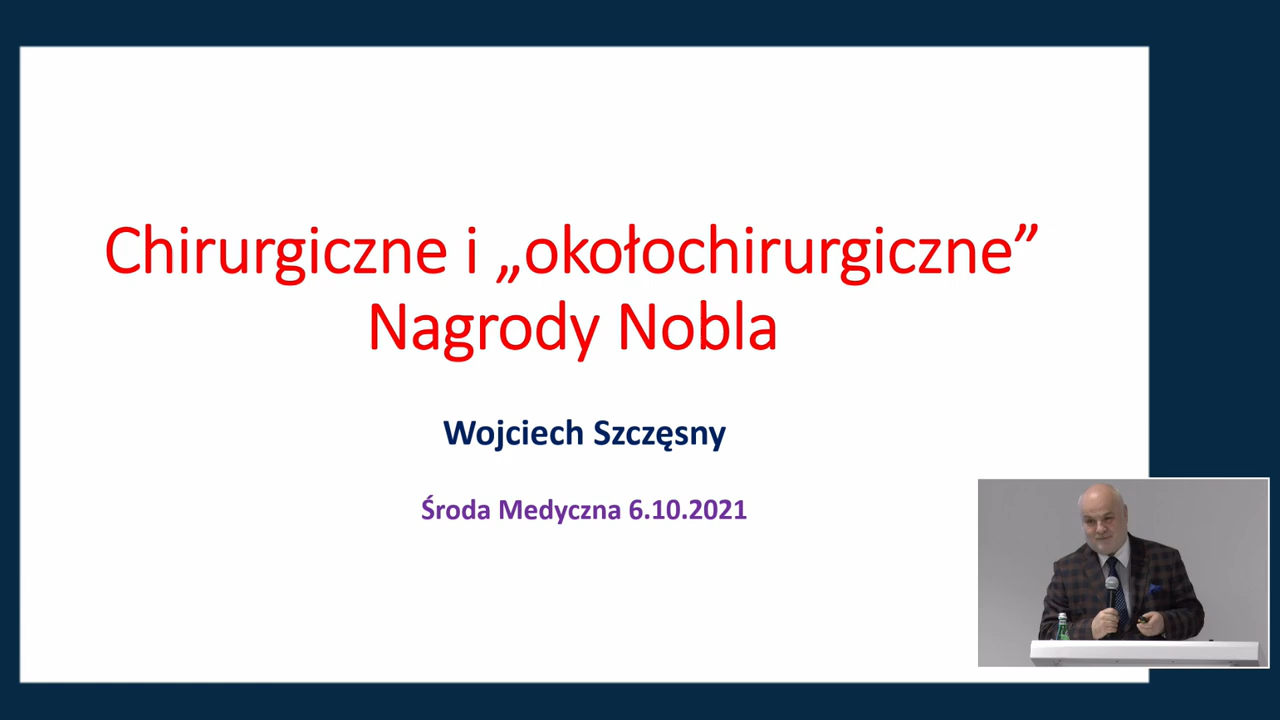 Chirurgiczne i „okołochirurgiczne”
Nagrody Nobla
Wojciech Szczęsny
Środa Medyczna 6.10.2021